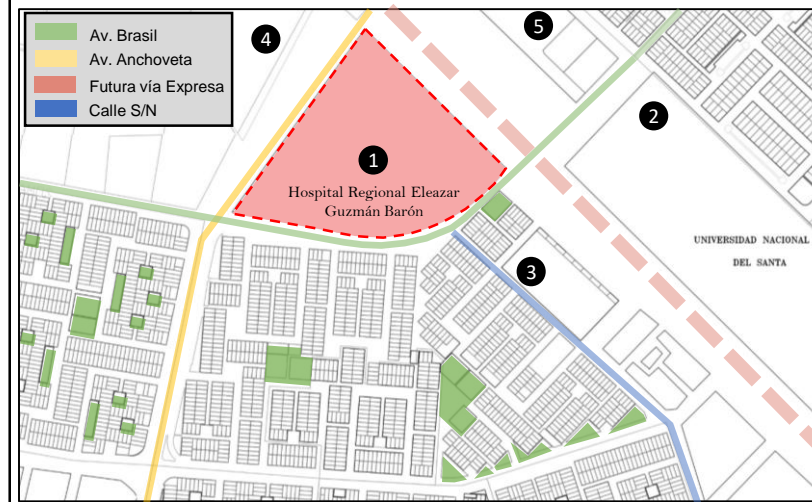 Av. Brasil
Av. Anchoveta
Futura vía Expresa
Calle S/N
4
5
2
1
Hospital Regional Eleazar
Guzmán Barón
3
UNIVERSIDAD NACIONAL
DEL SANTA